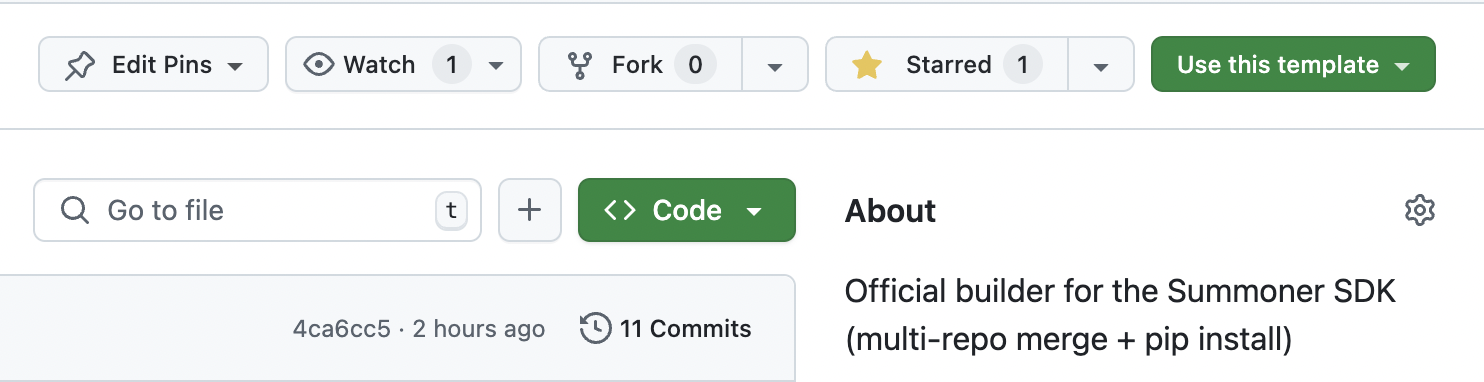 Edit Pins
Watch 1
Fork 0
Starred 1
Use this template
Go to file t
Code
About
Official builder for the Summoner SDK
(multi-repo merge + pip install)
4ca6cc5 · 2 hours ago
11 Commits